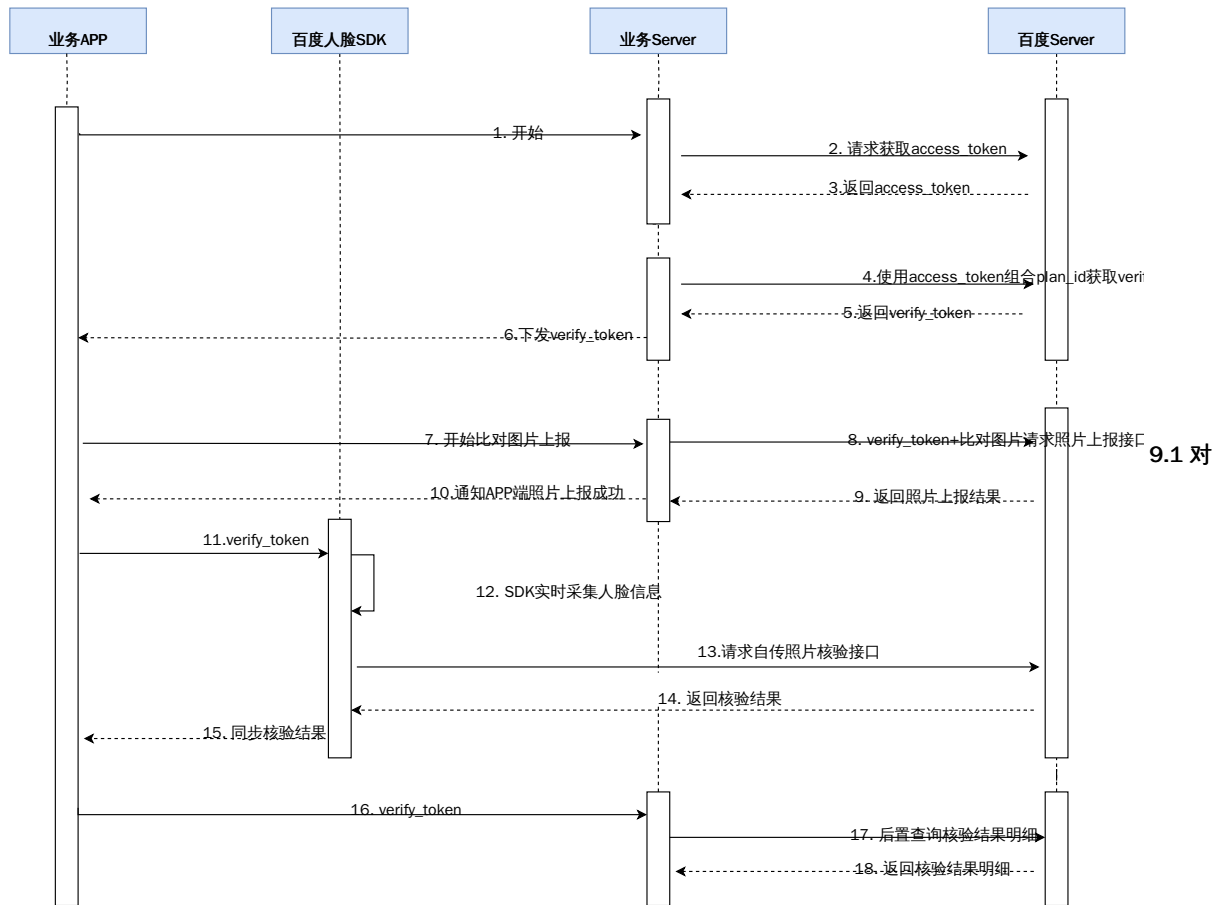 业务APP
百度人脸SDK
业务Server
百度Server
1. 开始
2. 请求获取access_token
3.返回access_token
4.使用access_token组合plan_id获取veri
5.返回verify_token
6.下发verify_token
7. 开始比对图片上报
8. verify_token+比对图片请求照片上报接口
9.1 对
9. 返回照片上报结果
10.通知APP端照片上报成功
11.verify_token
12. SDK实时采集人脸信息
13.请求自传照片核验接口
14. 返回核验结果
15. 同步核验结果
16. verify_token
17. 后置查询核验结果明细
18. 返回核验结果明细